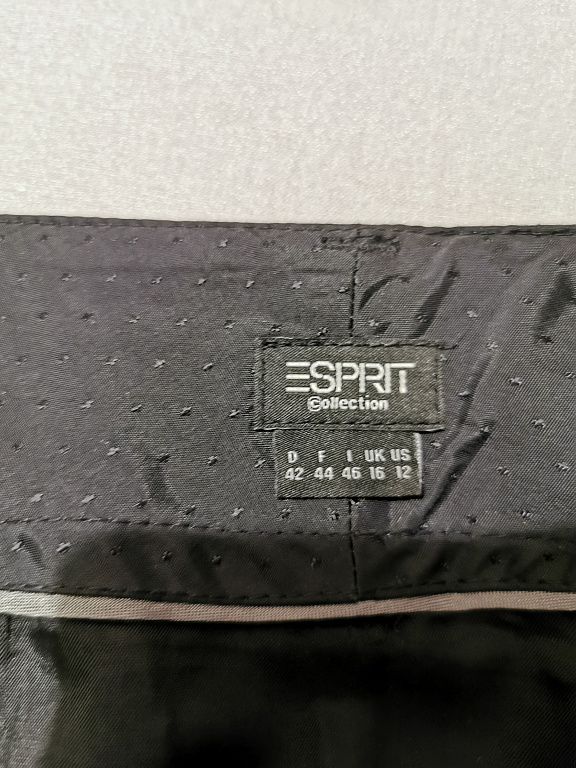 ESPRIT
Collection
D F I UK US
42 44 46 16 12